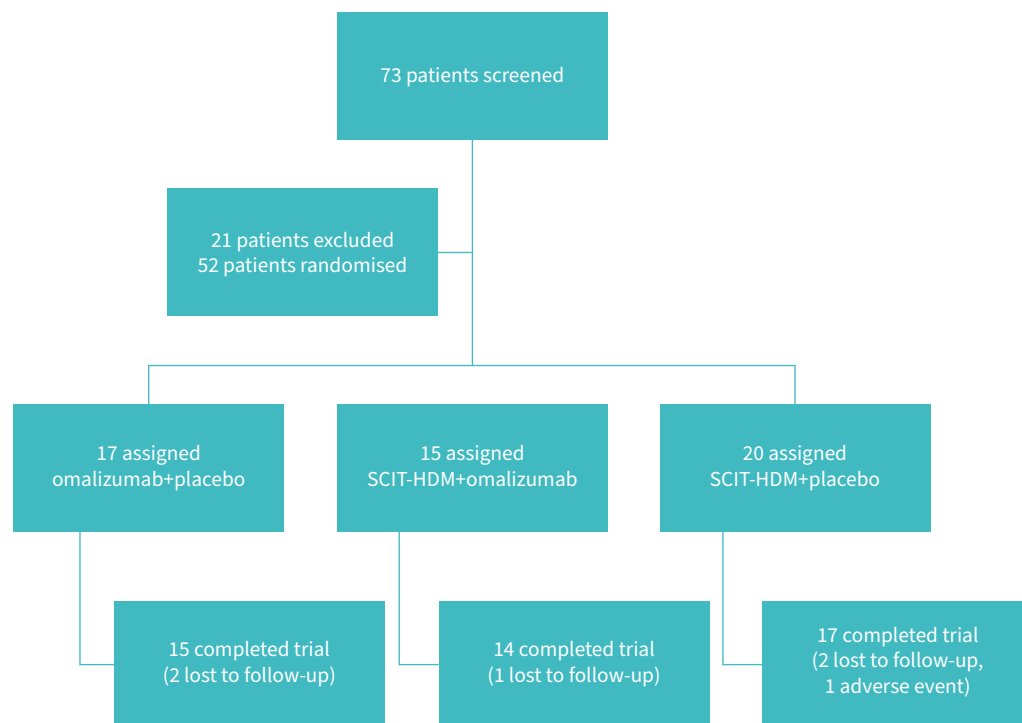 73 patients screened
21 patients excluded
52 patients randomised
17 assigned
omalizumab+placebo
15 assigned
SCIT-HDM+omalizumab
20 assigned
SCIT-HDM+placebo
15 completed trial
(2 lost to follow-up)
14 completed trial
(1 lost to follow-up)
17 completed trial
(2 lost to follow-up,
1 adverse event)